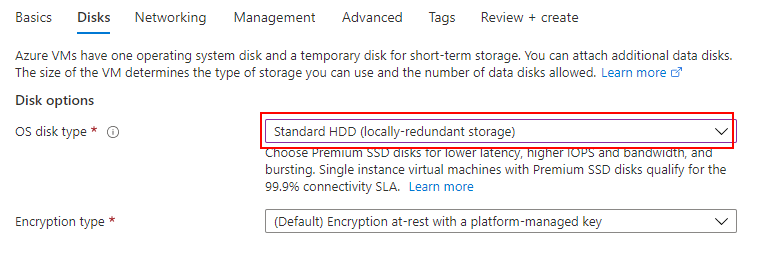 Basics Disks Networking Management Advanced Tags Review + create
Azure VMs have one operating system disk and a temporary disk for short-term storage. You can attach additional data disks.
The size of the VM determines the type of storage you can use and the number of data disks allowed. Learn more
Disk options
OS disk type * Standard HDD (locally-redundant storage)
Choose Premium SSD disks for lower latency, higher IOPS and bandwidth, and
bursting. Single instance virtual machines with Premium SSD disks qualify for the
99.9% connectivity SLA. Learn more
Encryption type * (Default) Encryption at-rest with a platform-managed key